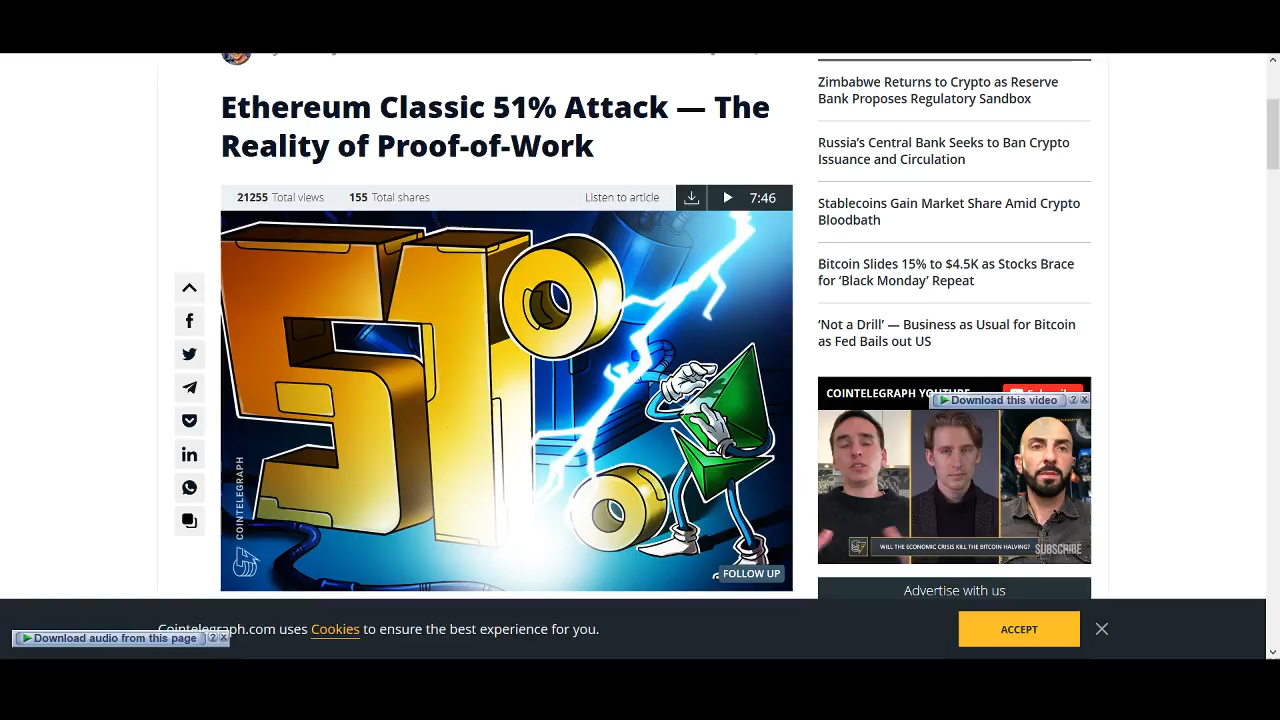 Ethereum Classic 51% Attack — The
Reality of Proof-of-Work
21255 Total views 155 Total shares Listen to article 7:46
51%
COINTELEGRAPH
FOLLOW UP
Zimbabwe Returns to Crypto as Reserve
Bank Proposes Regulatory Sandbox
Russia’s Central Bank Seeks to Ban Crypto
Issuance and Circulation
Stablecoins Gain Market Share Amid Crypto
Bloodbath
Bitcoin Slides 15% to $4.5K as Stocks Brace
for ‘Black Monday’ Repeat
‘Not a Drill’ — Business as Usual for Bitcoin
as Fed Bails out US
COINTELEGRAPH YOUTUBE
Download this video ? X
WILL THE ECONOMIC CRISIS KILL THE BITCOIN HALVING?
SUBSCRIBE
Advertise with us
Cointelegraph.com uses Cookies to ensure the best experience for you.
ACCEPT
Download audio from this page ? X